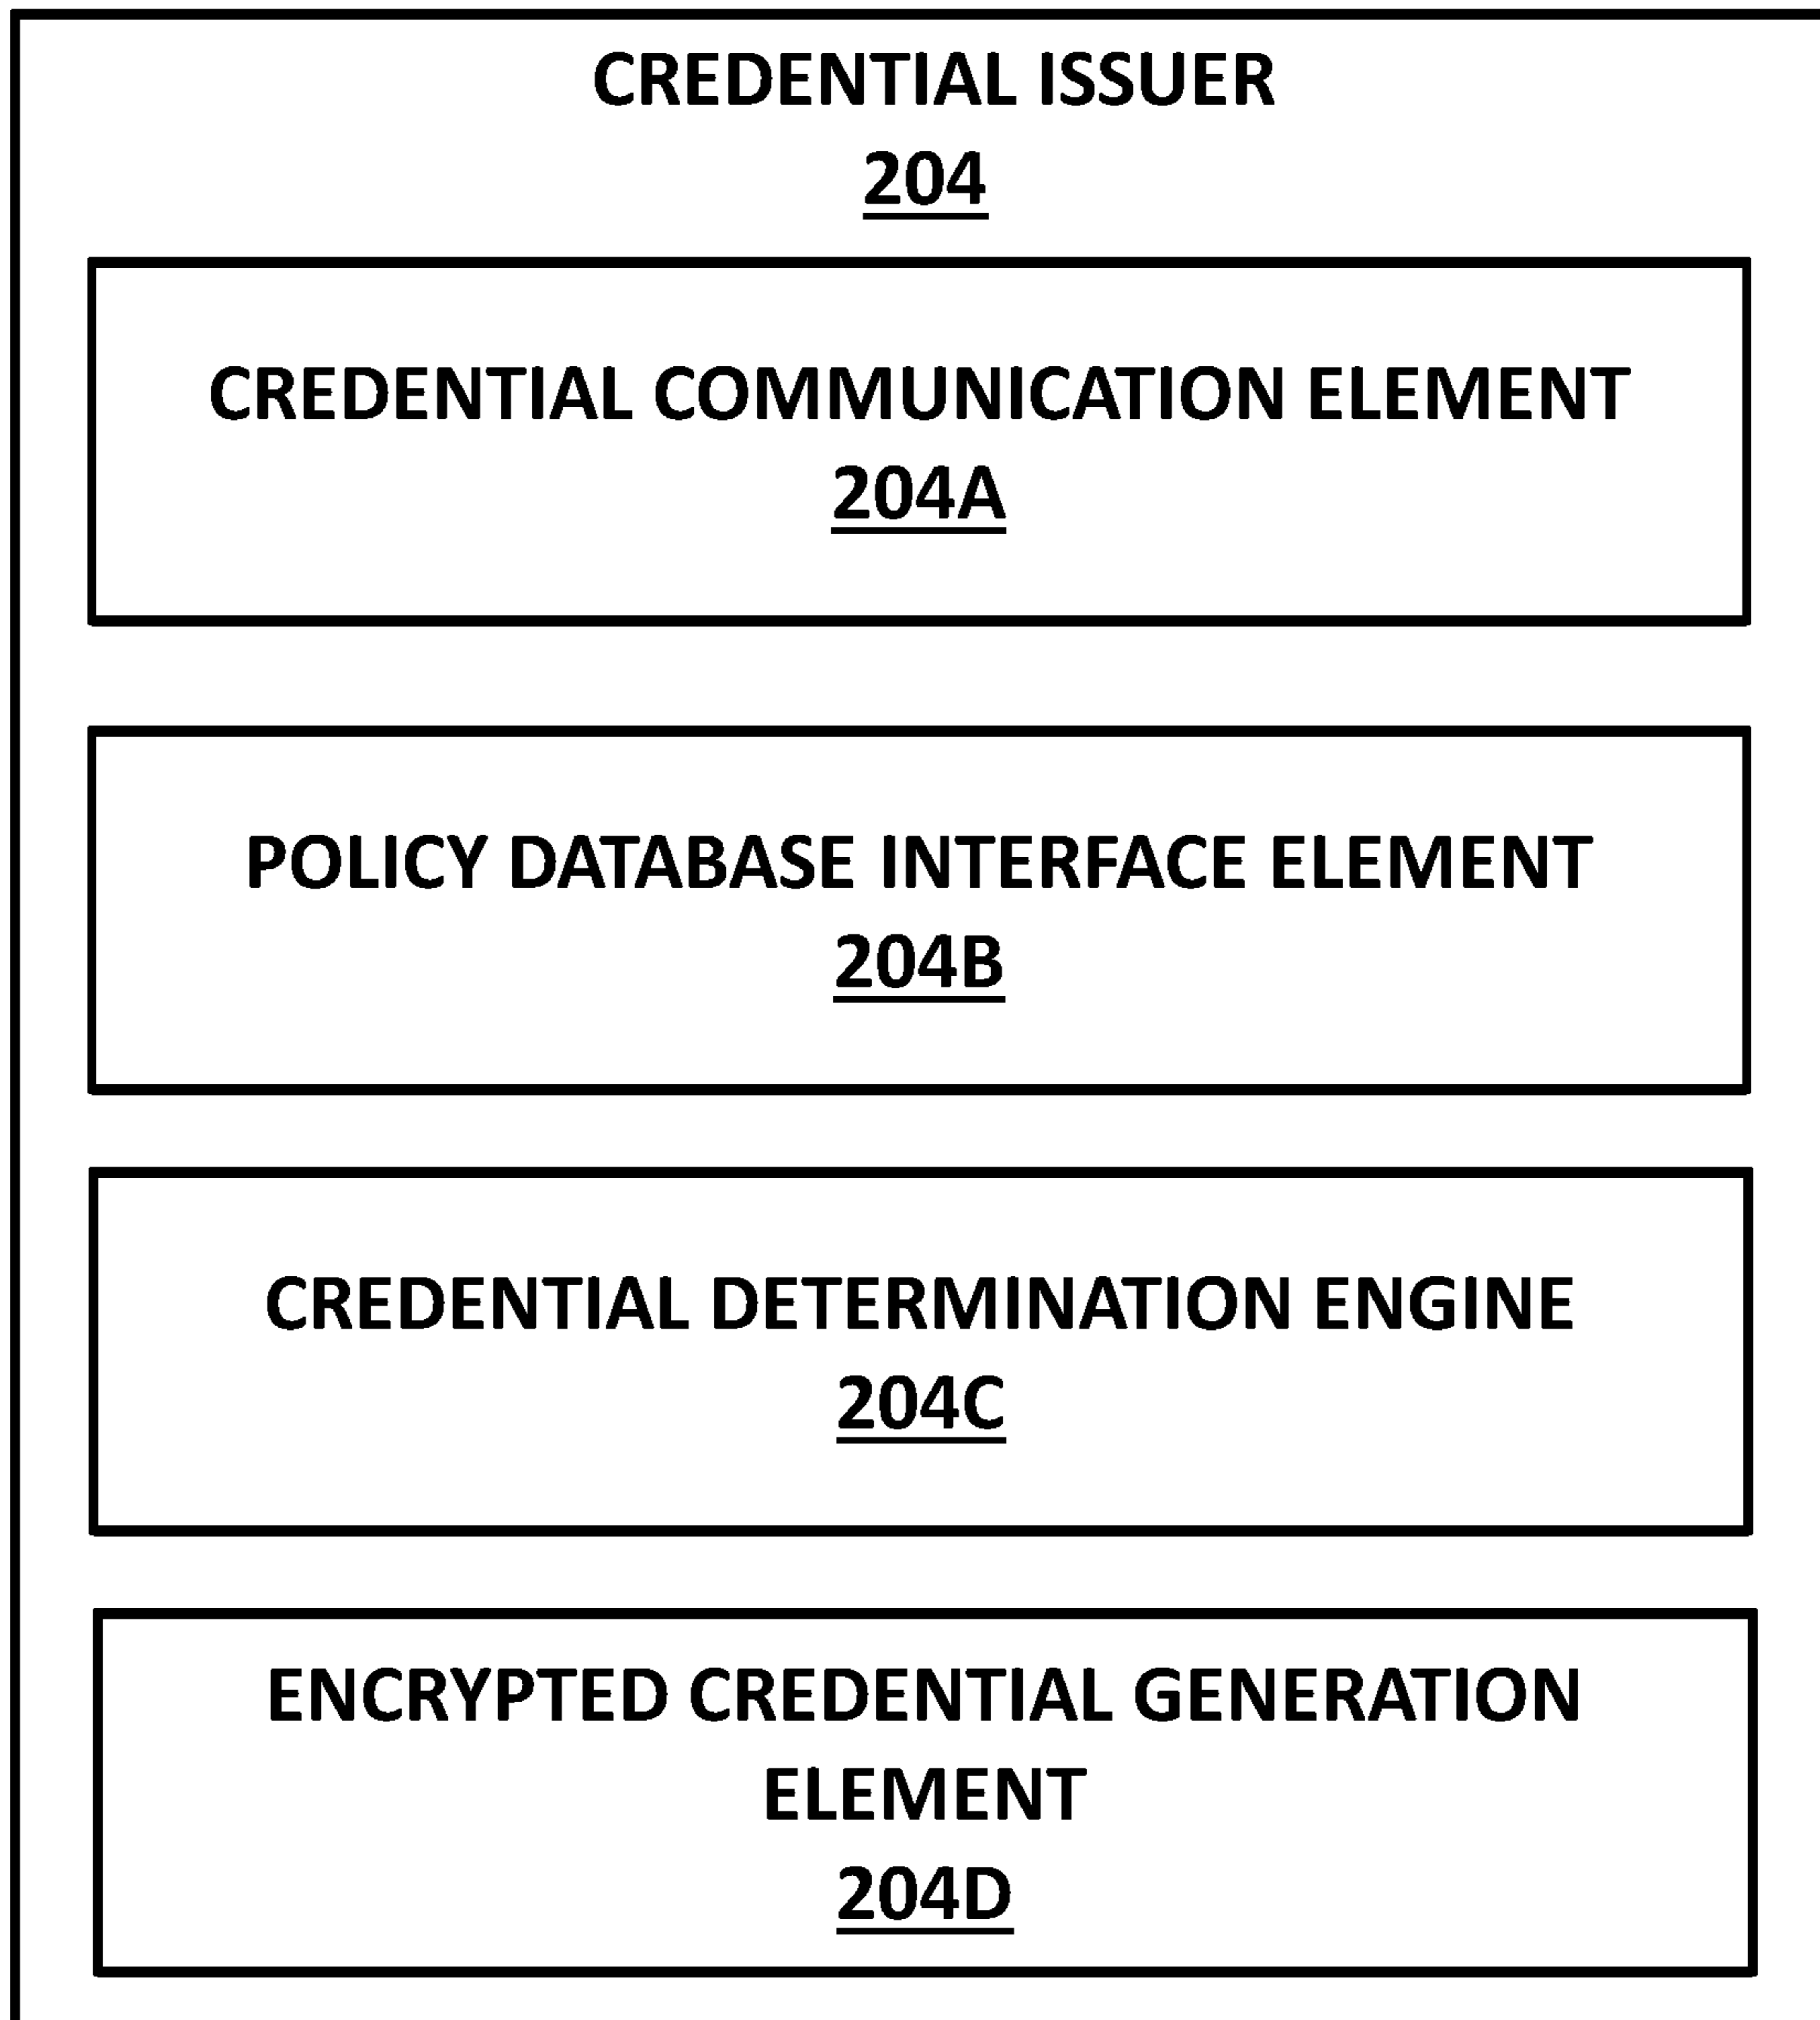 CREDENTIAL ISSUER
204
CREDENTIAL COMMUNICATION ELEMENT
204A
POLICY DATABASE INTERFACE ELEMENT
204B
CREDENTIAL DETERMINATION ENGINE
204C
ENCRYPTED CREDENTIAL GENERATION
ELEMENT
204D